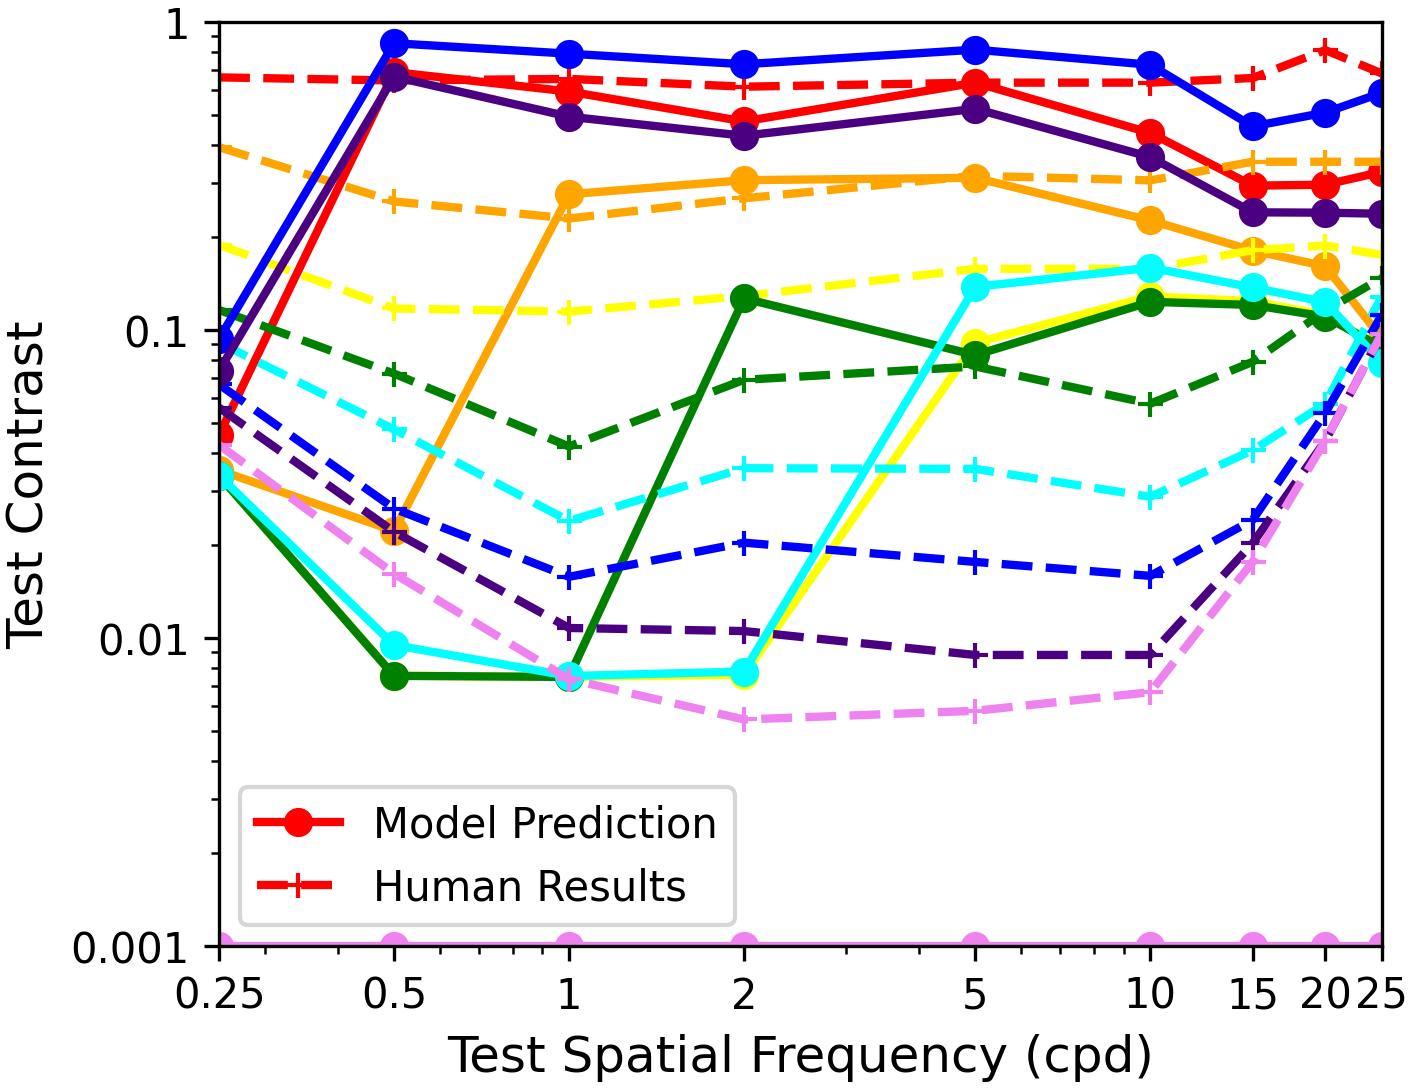 1
0.1
0.01
0.001
Test Contrast
Model Prediction
Human Results
0.25 0.5 1 2 5 10 15 20 25
Test Spatial Frequency (cpd)